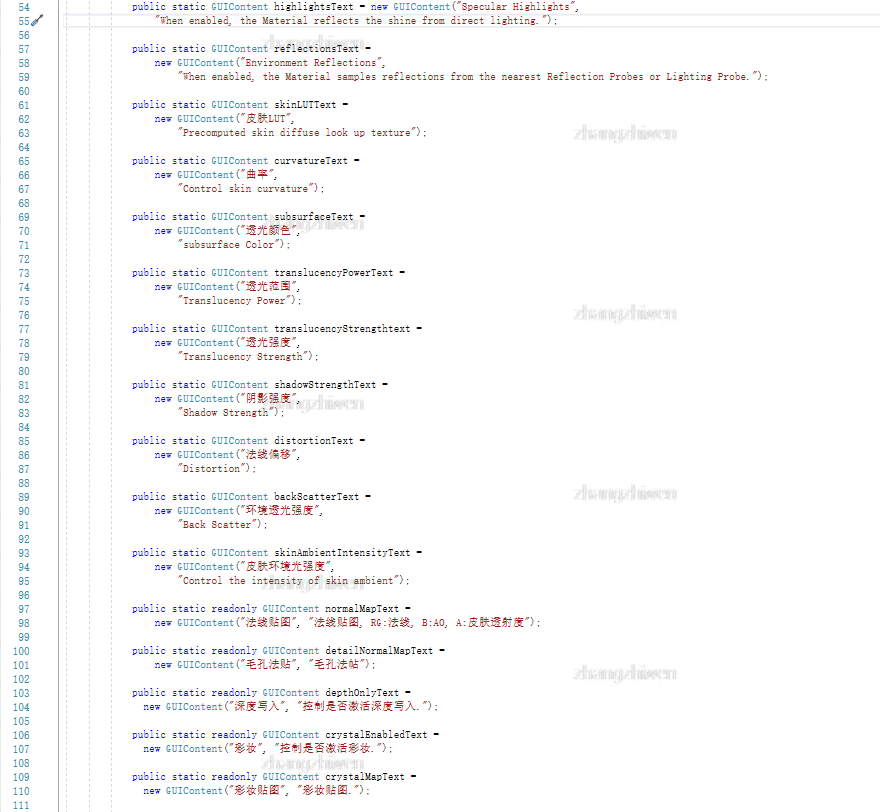 54 public static GUIContent highlightsText = new GUIContent("Specular Highlights",
55 "When enabled, the Material reflects the shine from direct lighting.");
56
57 public static GUIContent reflectionsText =
58 new GUIContent("Environment Reflections",
59 "When enabled, the Material samples reflections from the nearest Reflection Probes or Lighting Probe.");
60
61 public static GUIContent skinLUTText =
62 new GUIContent("皮肤LUT",
63 "Precomputed skin diffuse look up texture");
64
65 public static GUIContent curvatureText =
66 new GUIContent("曲率",
67 "Control skin curvature");
68
69 public static GUIContent subsurfaceText =
70 new GUIContent("透光颜色",
71 "subsurface Color");
72
73 public static GUIContent translucencyPowerText =
74 new GUIContent("透光范围",
75 "Translucency Power");
76
77 public static GUIContent translucencyStrengthtext =
78 new GUIContent("透光强度",
79 "Translucency Strength");
80
81 public static GUIContent shadowStrengthText =
82 new GUIContent("阴影强度",
83 "Shadow Strength");
84
85 public static GUIContent distortionText =
86 new GUIContent("法线偏移",
87 "Distortion");
88
89 public static GUIContent backScatterText =
90 new GUIContent("环境透光强度",
91 "Back Scatter");
92
93 public static GUIContent skinAmbientIntensityText =
94 new GUIContent("皮肤环境光强度",
95 "Control the intensity of skin ambient");
96
97 public static readonly GUIContent normalMapText =
98 new GUIContent("法线贴图", "法线贴图, RG:法线, B:AO, A:皮肤透射度");
99
100 public static readonly GUIContent detailNormalMapText =
101 new GUIContent("毛孔法贴", "毛孔法帖");
102
103 public static readonly GUIContent depthOnlyText =
104 new GUIContent("深度写入", "控制是否激活深度写入.");
105
106 public static readonly GUIContent crystalEnabledText =
107 new GUIContent("彩妆", "控制是否激活彩妆.");
108
109 public static readonly GUIContent crystalMapText =
110 new GUIContent("彩妆贴图", "彩妆贴图.");
111
zhangzhiwen
zhangzhiwen
zhangzhiwen
zhangzhiwen
zhangzhiwen
zhangzhiwen
zhangzhiwen
zhangzhiwen
zhangzhiwen